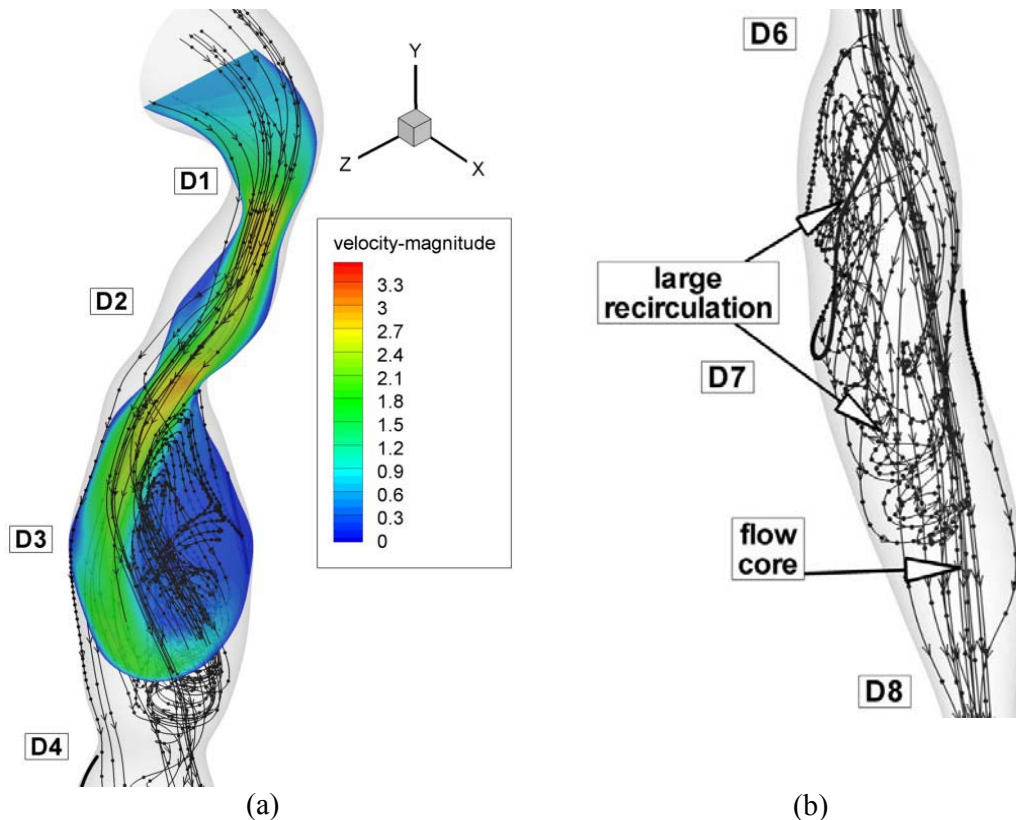 D1
D2
D3
D4
Y
Z
X
velocity-magnitude
3.3
3
2.7
2.4
2.1
1.8
1.5
1.2
0.9
0.6
0.3
0
(a)
D6
large
recirculation
D7
flow
core
D8
(b)